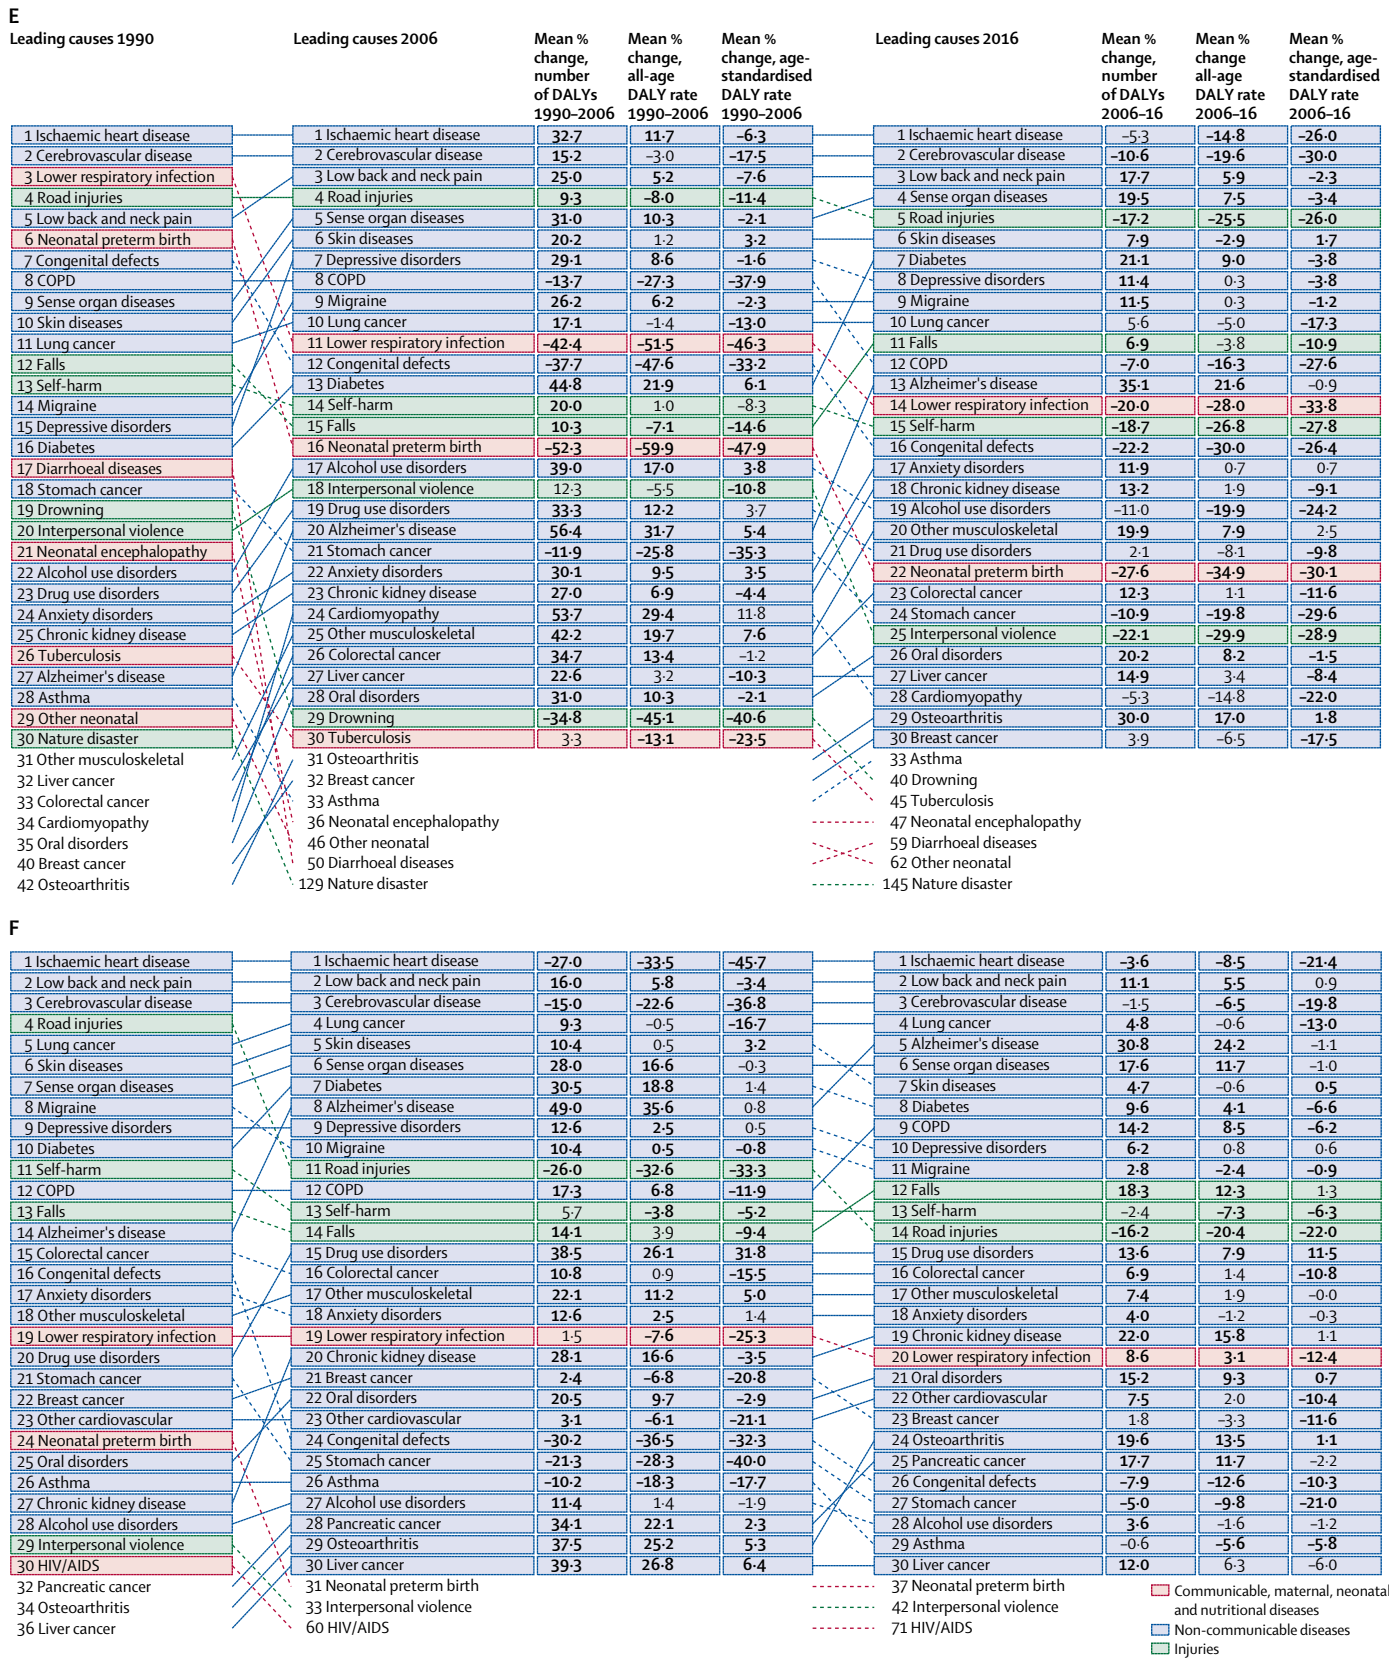 E
Leading causes 1990 Leading causes 2006 Mean % change, number of DALYs 1990–2006 Mean % change, all-age DALY rate 1990–2006 Mean % change, age-standardised DALY rate 1990–2006 Leading causes 2016 Mean % change, number of DALYs 2006–16 Mean % change all-age DALY rate 2006–16 Mean % change, age-standardised DALY rate 2006–16
1 Ischaemic heart disease 1 Ischaemic heart disease 32·7 11·7 –6·3 1 Ischaemic heart disease –5·3 –14·8 –26·0
2 Cerebrovascular disease 2 Cerebrovascular disease 15·2 –3·0 –17·5 2 Cerebrovascular disease –10·6 –19·6 –30·0
3 Lower respiratory infection 3 Low back and neck pain 25·0 5·2 –7·6 3 Low back and neck pain 17·7 5·9 –2·3
4 Road injuries 4 Road injuries 9·3 –8·0 –11·4 4 Sense organ diseases 19·5 7·5 –3·4
5 Low back and neck pain 5 Sense organ diseases 31·0 10·3 –2·1 5 Road injuries –17·2 –25·5 –26·0
6 Neonatal preterm birth 6 Skin diseases 20·2 1·2 3·2 6 Skin diseases 7·9 –2·9 1·7
7 Congenital defects 7 Depressive disorders 29·1 8·6 –1·6 7 Diabetes 21·1 9·0 –3·8
8 COPD 8 COPD –13·7 –27·3 –37·9 8 Depressive disorders 11·4 0·3 –3·8
9 Sense organ diseases 9 Migraine 26·2 6·2 –2·3 9 Migraine 11·5 0·3 –1·2
10 Skin diseases 10 Lung cancer 17·1 –1·4 –13·0 10 Lung cancer 5·6 –5·0 –17·3
11 Lung cancer 11 Lower respiratory infection –42·4 –51·5 –46·3 11 Falls 6·9 –3·8 –10·9
12 Falls 12 Congenital defects –37·7 –47·6 –33·2 12 COPD –7·0 –16·3 –27·6
13 Self-harm 13 Diabetes 44·8 21·9 6·1 13 Alzheimer's disease 35·1 21·6 –0·9
14 Migraine 14 Self-harm 20·0 1·0 –8·3 14 Lower respiratory infection –20·0 –28·0 –33·8
15 Depressive disorders 15 Falls 10·3 –7·1 –14·6 15 Self-harm –18·7 –26·8 –27·8
16 Diabetes 16 Neonatal preterm birth –52·3 –59·9 –47·9 16 Congenital defects –22·2 –30·0 –26·4
17 Diarrhoeal diseases 17 Alcohol use disorders 39·0 17·0 3·8 17 Anxiety disorders 11·9 0·7 0·7
18 Stomach cancer 18 Interpersonal violence 12·3 –5·5 –10·8 18 Chronic kidney disease 13·2 1·9 –9·1
19 Drowning 19 Drug use disorders 33·3 12·2 3·7 19 Alcohol use disorders –11·0 –19·9 –24·2
20 Interpersonal violence 20 Alzheimer's disease 56·4 31·7 5·4 20 Other musculoskeletal 19·9 7·9 2·5
21 Neonatal encephalopathy 21 Stomach cancer –11·9 –25·8 –35·3 21 Drug use disorders 2·1 –8·1 –9·8
22 Alcohol use disorders 22 Anxiety disorders 30·1 9·5 3·5 22 Neonatal preterm birth –27·6 –34·9 –30·1
23 Drug use disorders 23 Chronic kidney disease 27·0 6·9 –4·4 23 Colorectal cancer 12·3 1·1 –11·6
24 Anxiety disorders 24 Cardiomyopathy 53·7 29·4 11·8 24 Stomach cancer –10·9 –19·8 –29·6
25 Chronic kidney disease 25 Other musculoskeletal 42·2 19·7 7·6 25 Interpersonal violence –22·1 –29·9 –28·9
26 Tuberculosis 26 Colorectal cancer 34·7 13·4 –1·2 26 Oral disorders 20·2 8·2 –1·5
27 Alzheimer's disease 27 Liver cancer 22·6 3·2 –10·3 27 Liver cancer 14·9 3·4 –8·4
28 Asthma 28 Oral disorders 31·0 10·3 –2·1 28 Cardiomyopathy –5·3 –14·8 –22·0
29 Other neonatal 29 Drowning –34·8 –45·1 –40·6 29 Osteoarthritis 30·0 17·0 1·8
30 Nature disaster 30 Tuberculosis 3·3 –13·1 –23·5 30 Breast cancer 3·9 –6·5 –17·5
31 Other musculoskeletal 31 Osteoarthritis 33 Asthma
32 Liver cancer 32 Breast cancer 40 Drowning
33 Colorectal cancer 33 Asthma 45 Tuberculosis
34 Cardiomyopathy 36 Neonatal encephalopathy 47 Neonatal encephalopathy
35 Oral disorders 46 Other neonatal 59 Diarrhoeal diseases
40 Breast cancer 50 Diarrhoeal diseases 62 Other neonatal
42 Osteoarthritis 129 Nature disaster 145 Nature disaster
F
1 Ischaemic heart disease 1 Ischaemic heart disease –27·0 –33·5 –45·7 1 Ischaemic heart disease –3·6 –8·5 –21·4
2 Low back and neck pain 2 Low back and neck pain 16·0 5·8 –3·4 2 Low back and neck pain 11·1 5·5 0·9
3 Cerebrovascular disease 3 Cerebrovascular disease –15·0 –22·6 –36·8 3 Cerebrovascular disease –1·5 –6·5 –19·8
4 Road injuries 4 Lung cancer 9·3 –0·5 –16·7 4 Lung cancer 4·8 –0·6 –13·0
5 Lung cancer 5 Skin diseases 10·4 0·5 3·2 5 Alzheimer's disease 30·8 24·2 –1·1
6 Skin diseases 6 Sense organ diseases 28·0 16·6 –0·3 6 Sense organ diseases 17·6 11·7 –1·0
7 Sense organ diseases 7 Diabetes 30·5 18·8 1·4 7 Skin diseases 4·7 –0·6 0·5
8 Migraine 8 Alzheimer's disease 49·0 35·6 0·8 8 Diabetes 9·6 4·1 –6·6
9 Depressive disorders 9 Depressive disorders 12·6 2·5 0·5 9 COPD 14·2 8·5 –6·2
10 Diabetes 10 Migraine 10·4 0·5 –0·8 10 Depressive disorders 6·2 0·8 0·6
11 Self-harm 11 Road injuries –26·0 –32·6 –33·3 11 Migraine 2·8 –2·4 –0·9
12 COPD 12 COPD 17·3 6·8 –11·9 12 Falls 18·3 12·3 1·3
13 Falls 13 Self-harm 5·7 –3·8 –5·2 13 Self-harm –2·4 –7·3 –6·3
14 Alzheimer's disease 14 Falls 14·1 3·9 –9·4 14 Road injuries –16·2 –20·4 –22·0
15 Colorectal cancer 15 Drug use disorders 38·5 26·1 31·8 15 Drug use disorders 13·6 7·9 11·5
16 Congenital defects 16 Colorectal cancer 10·8 0·9 –15·5 16 Colorectal cancer 6·9 1·4 –10·8
17 Anxiety disorders 17 Other musculoskeletal 22·1 11·2 5·0 17 Other musculoskeletal 7·4 1·9 –0·0
18 Other musculoskeletal 18 Anxiety disorders 12·6 2·5 1·4 18 Anxiety disorders 4·0 –1·2 –0·3
19 Lower respiratory infection 19 Lower respiratory infection 1·5 –7·6 –25·3 19 Chronic kidney disease 22·0 15·8 1·1
20 Drug use disorders 20 Chronic kidney disease 28·1 16·6 –3·5 20 Lower respiratory infection 8·6 3·1 –12·4
21 Stomach cancer 21 Breast cancer 2·4 –6·8 –20·8 21 Oral disorders 15·2 9·3 0·7
22 Breast cancer 22 Oral disorders 20·5 9·7 –2·9 22 Other cardiovascular 7·5 2·0 –10·4
23 Other cardiovascular 23 Other cardiovascular 3·1 –6·1 –21·1 23 Breast cancer 1·8 –3·3 –11·6
24 Neonatal preterm birth 24 Congenital defects –30·2 –36·5 –32·3 24 Osteoarthritis 19·6 13·5 1·1
25 Oral disorders 25 Stomach cancer –21·3 –28·3 –40·0 25 Pancreatic cancer 17·7 11·7 –2·2
26 Asthma 26 Asthma –10·2 –18·3 –17·7 26 Congenital defects –7·9 –12·6 –10·3
27 Chronic kidney disease 27 Alcohol use disorders 11·4 1·4 –1·9 27 Stomach cancer –5·0 –9·8 –21·0
28 Alcohol use disorders 28 Pancreatic cancer 34·1 22·1 2·3 28 Alcohol use disorders 3·6 –1·6 –1·2
29 Interpersonal violence 29 Osteoarthritis 37·5 25·2 5·3 29 Asthma –0·6 –5·6 –5·8
30 HIV/AIDS 30 Liver cancer 39·3 26·8 6·4 30 Liver cancer 12·0 6·3 –6·0
32 Pancreatic cancer 31 Neonatal preterm birth 37 Neonatal preterm birth
34 Osteoarthritis 33 Interpersonal violence 42 Interpersonal violence
36 Liver cancer 60 HIV/AIDS 71 HIV/AIDS
Communicable, maternal, neonatal
and nutritional diseases
Non-communicable diseases
Injuries